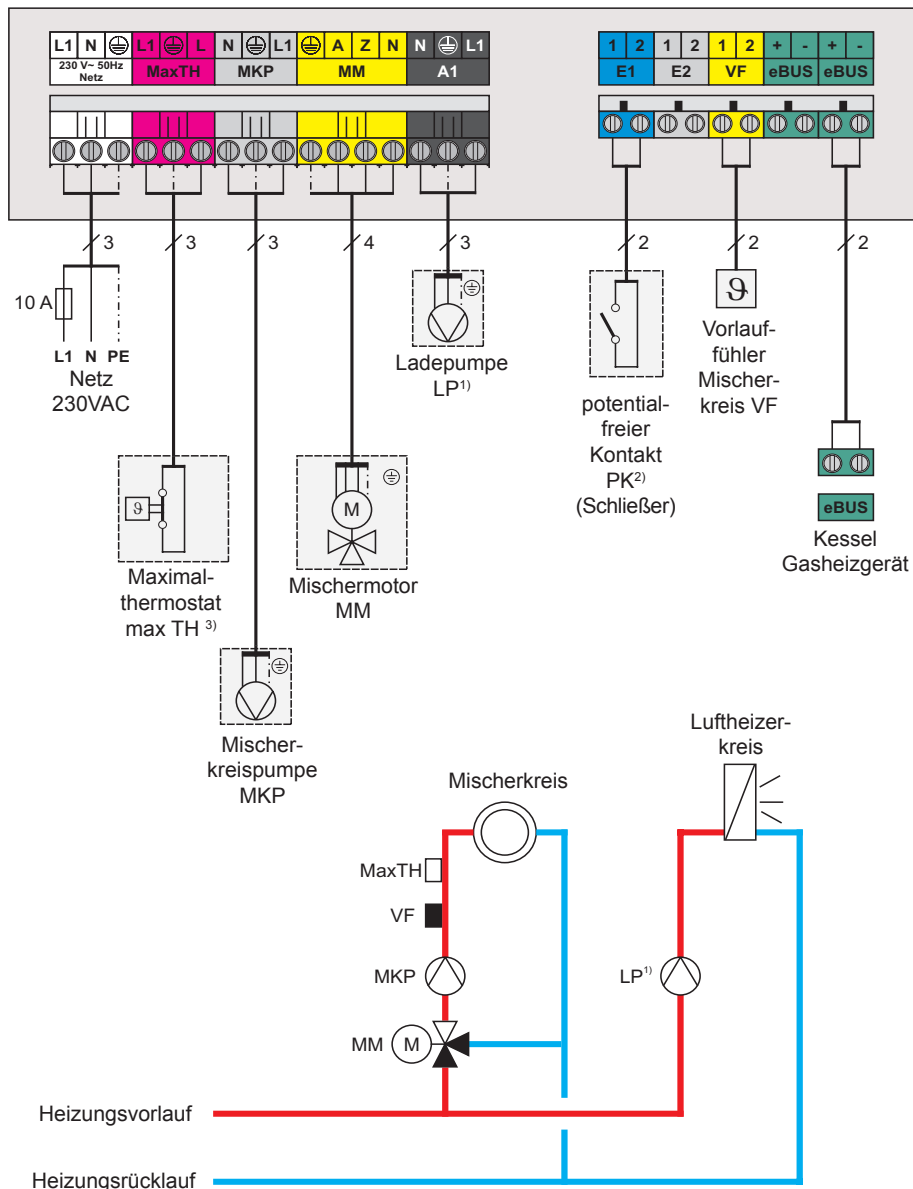 L1 N L1 L N L1 A Z N N L1
230 V~ 50Hz
Netz
MaxTH MKP MM A1
1 2 1 2 1 2 + - + -
E1 E2 VF eBUS eBUS
3 3 3 4 3 2 2 2
10 A
L1 N PE
Netz
230VAC
Maximal-
thermostat
max TH 3)
Mischer-
kreispumpe
MKP
M
Mischermotor
MM
Ladepumpe
LP1)
potential-
freier
Kontakt
PK2)
(Schließer)
ϑ
Vorlauf-
fühler
Mischer-
kreis VF
eBUS
Kessel
Gasheizgerät
ϑ
Luftheizer-
kreis
Mischerkreis
MaxTH
VF
MKP
LP1)
MM M
Heizungsvorlauf
Heizungsrücklauf